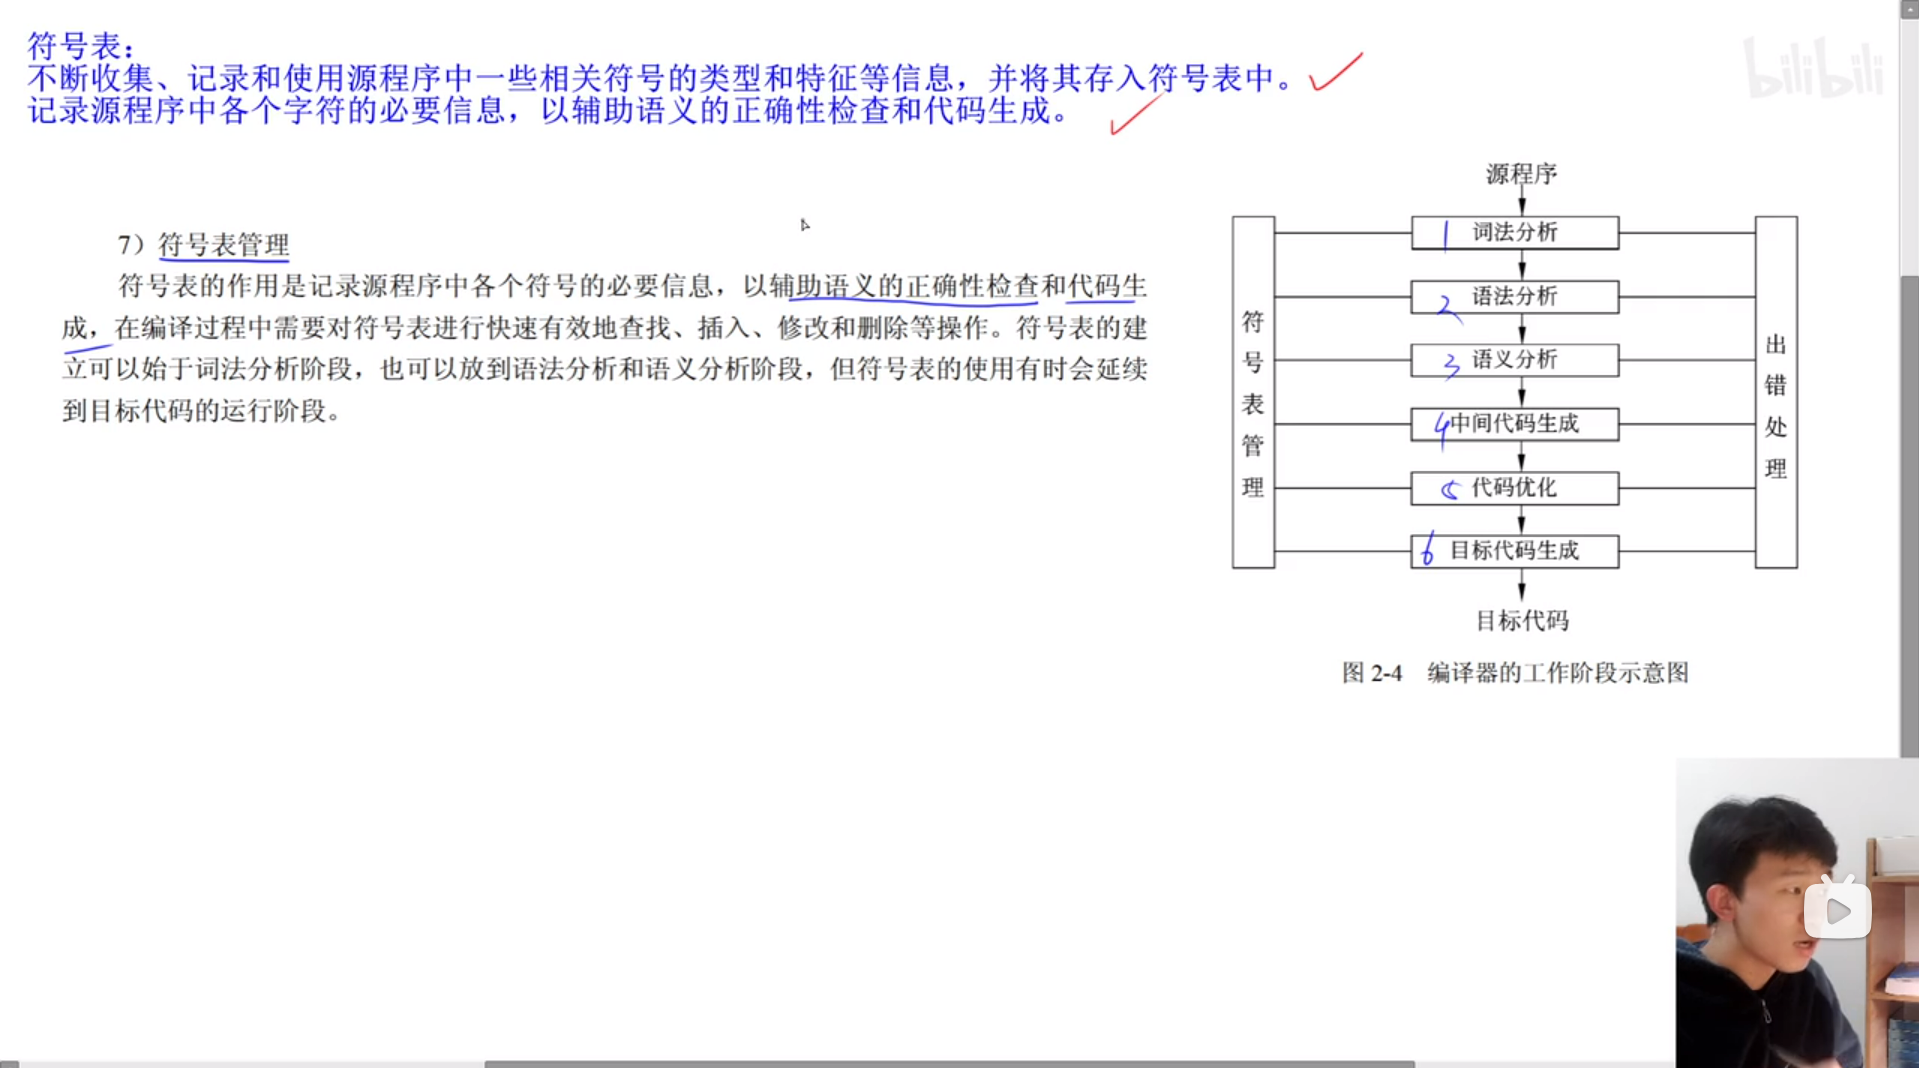 符号表：
不断收集、记录和使用源程序中一些相关符号的类型和特征等信息，并将其存入符号表中。
记录源程序中各个字符的必要信息，以辅助语义的正确性检查和代码生成。
bilibili
7）符号表管理
符号表的作用是记录源程序中各个符号的必要信息，以辅助语义的正确性检查和代码生
成，在编译过程中需要对符号表进行快速有效地查找、插入、修改和删除等操作。符号表的建
立可以始于词法分析阶段，也可以放到语法分析和语义分析阶段，但符号表的使用有时会延续
到目标代码的运行阶段。
源程序
1 词法分析
2 语法分析
3 语义分析
4 中间代码生成
5 代码优化
6 目标代码生成
符号表管理
出错处理
目标代码
图 2-4 编译器的工作阶段示意图